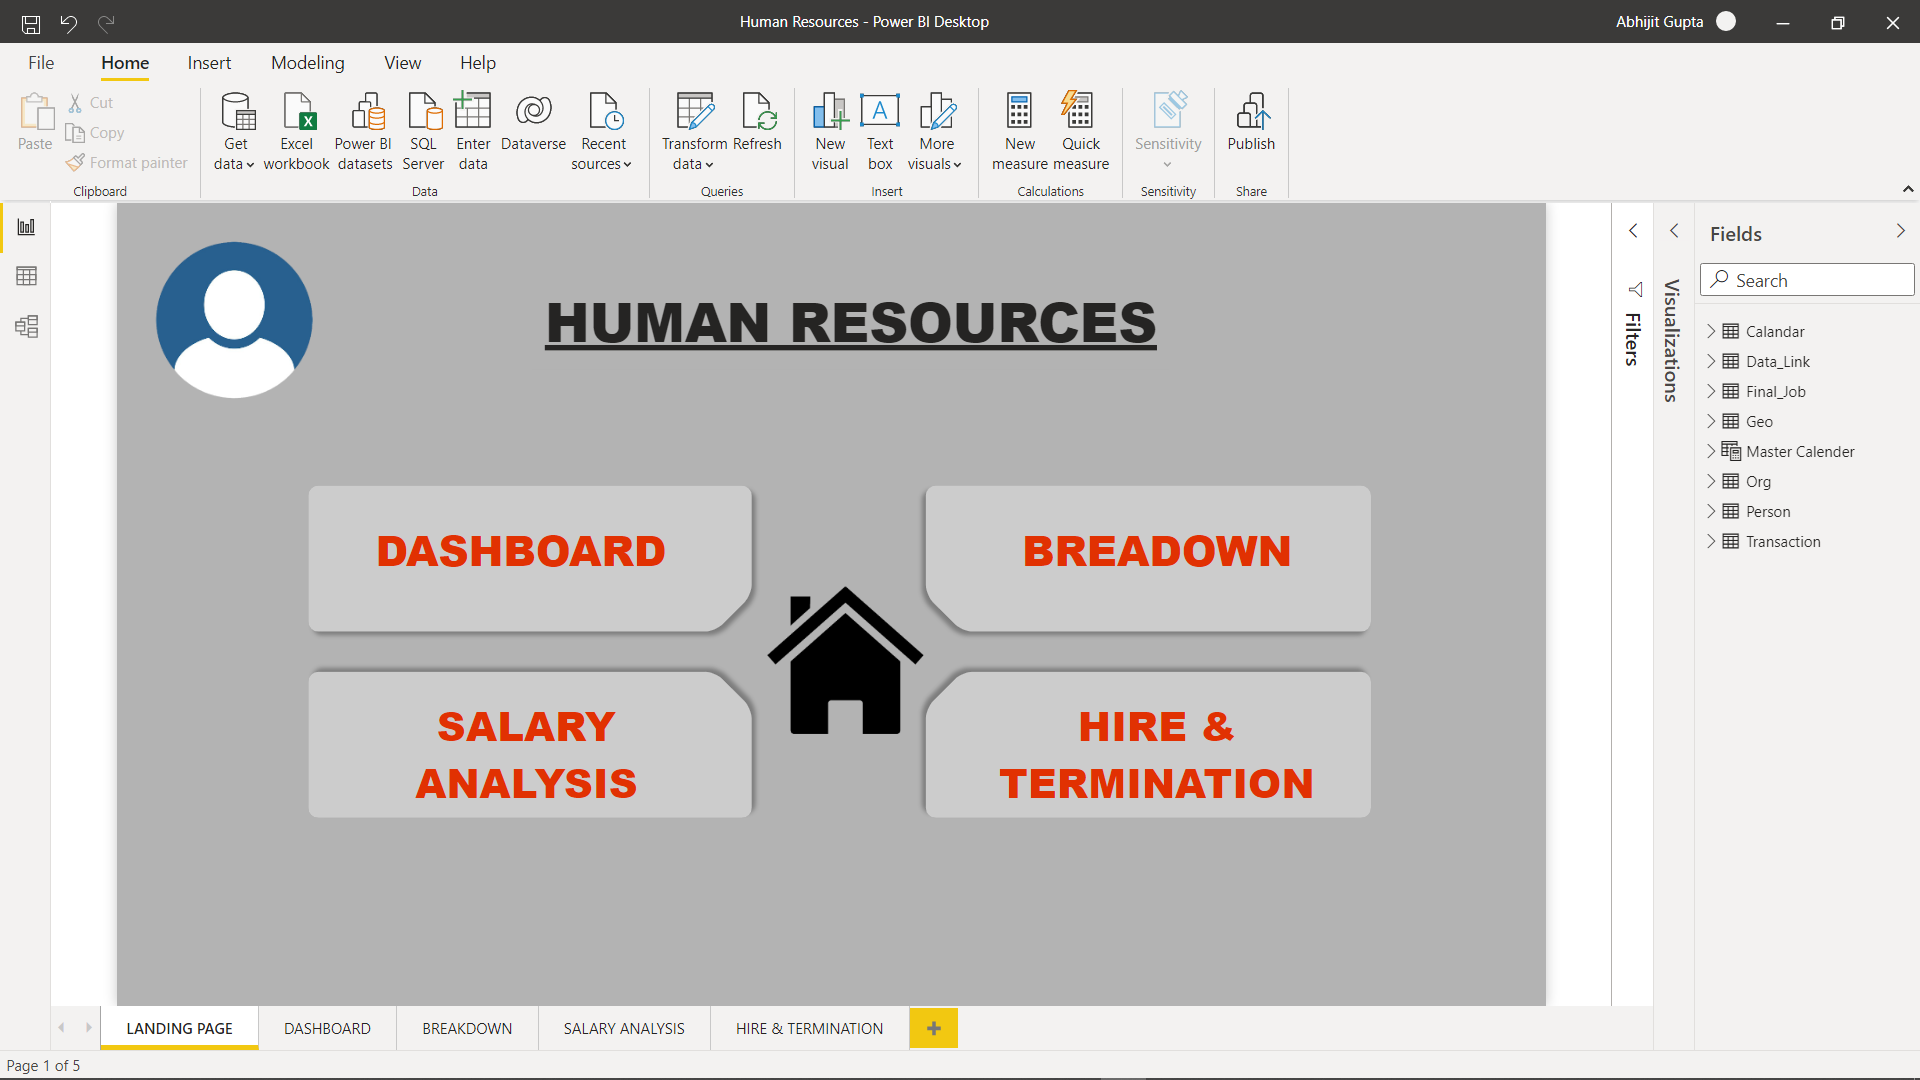 Human Resources - Power BI Desktop
Abhijit Gupta
File Home Insert Modeling View Help
Paste
Cut
Copy
Format painter
Clipboard
Get data
Excel workbook
Power BI datasets
SQL Server
Enter data
Dataverse
Recent sources
Data
Transform data
Refresh
Queries
New visual
Text box
More visuals
Insert
New measure
Quick measure
Calculations
Sensitivity
Sensitivity
Publish
Share
HUMAN RESOURCES
DASHBOARD
BREADOWN
SALARY
ANALYSIS
HIRE &
TERMINATION
Filters
Visualizations
Fields
Search
Calandar
Data_Link
Final_Job
Geo
Master Calender
Org
Person
Transaction
LANDING PAGE DASHBOARD BREAKDOWN SALARY ANALYSIS HIRE & TERMINATION
Page 1 of 5